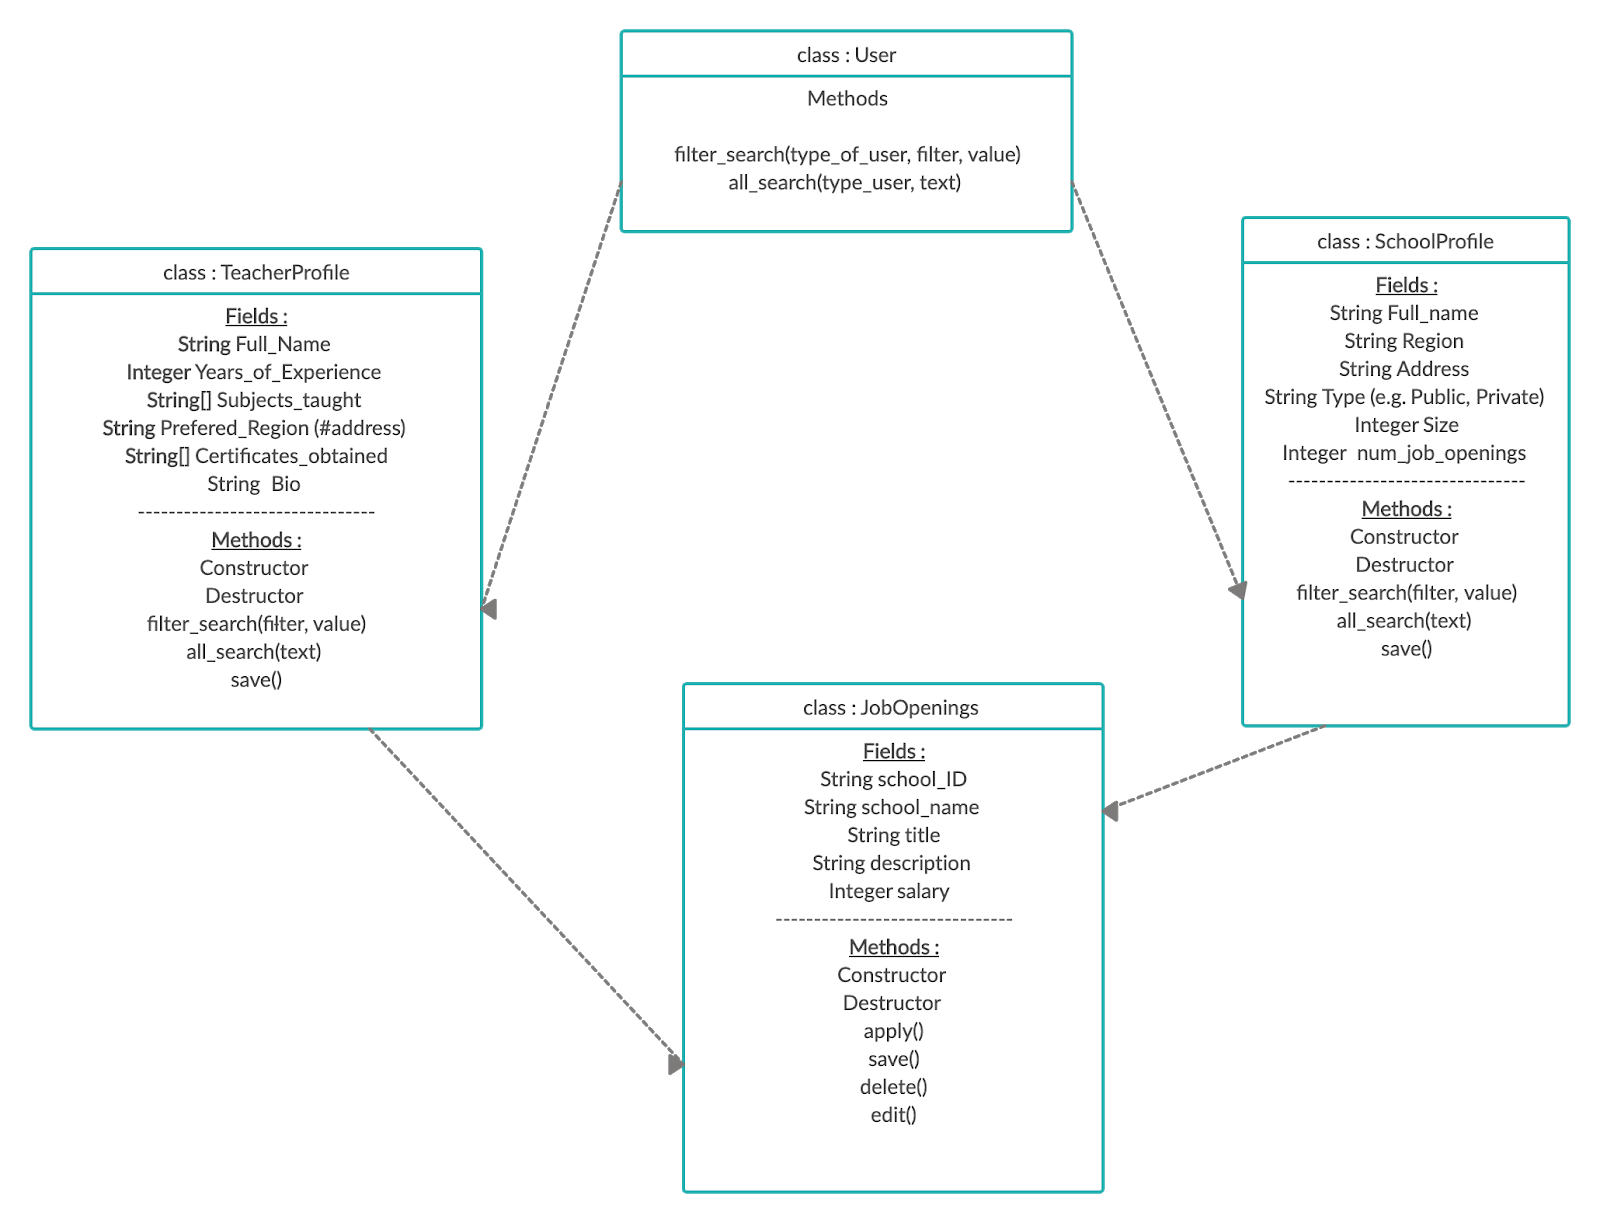 class : User
Methods
filter_search(type_of_user, filter, value)
all_search(type_user, text)
class : TeacherProfile
Fields :
String Full_Name
Integer Years_of_Experience
String[] Subjects_taught
String Prefered_Region (#address)
String[] Certificates_obtained
String  Bio
-------------------------------
Methods :
Constructor
Destructor
filter_search(filter, value)
all_search(text)
save()
class : SchoolProfile
Fields :
String Full_name
String Region
String Address
String Type (e.g. Public, Private)
Integer Size
Integer  num_job_openings
-------------------------------
Methods :
Constructor
Destructor
filter_search(filter, value)
all_search(text)
save()
class : JobOpenings
Fields :
String school_ID
String school_name
String title
String description
Integer salary
-------------------------------
Methods :
Constructor
Destructor
apply()
save()
delete()
edit()